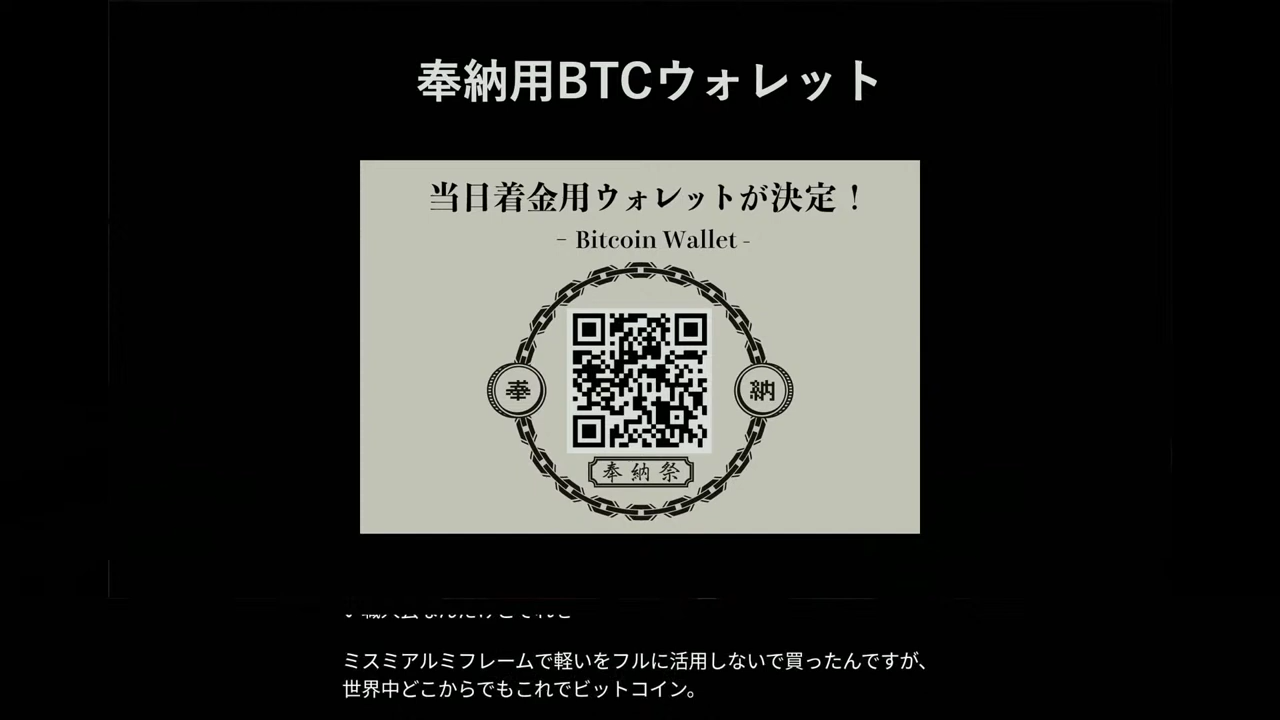 奉納用BTCウォレット
当日着金用ウォレットが決定！
- Bitcoin Wallet -
奉
納
奉納祭
ミスミアルミフレームで軽いをフルに活用しないで買ったんですが、
世界中どこからでもこれでビットコイン。